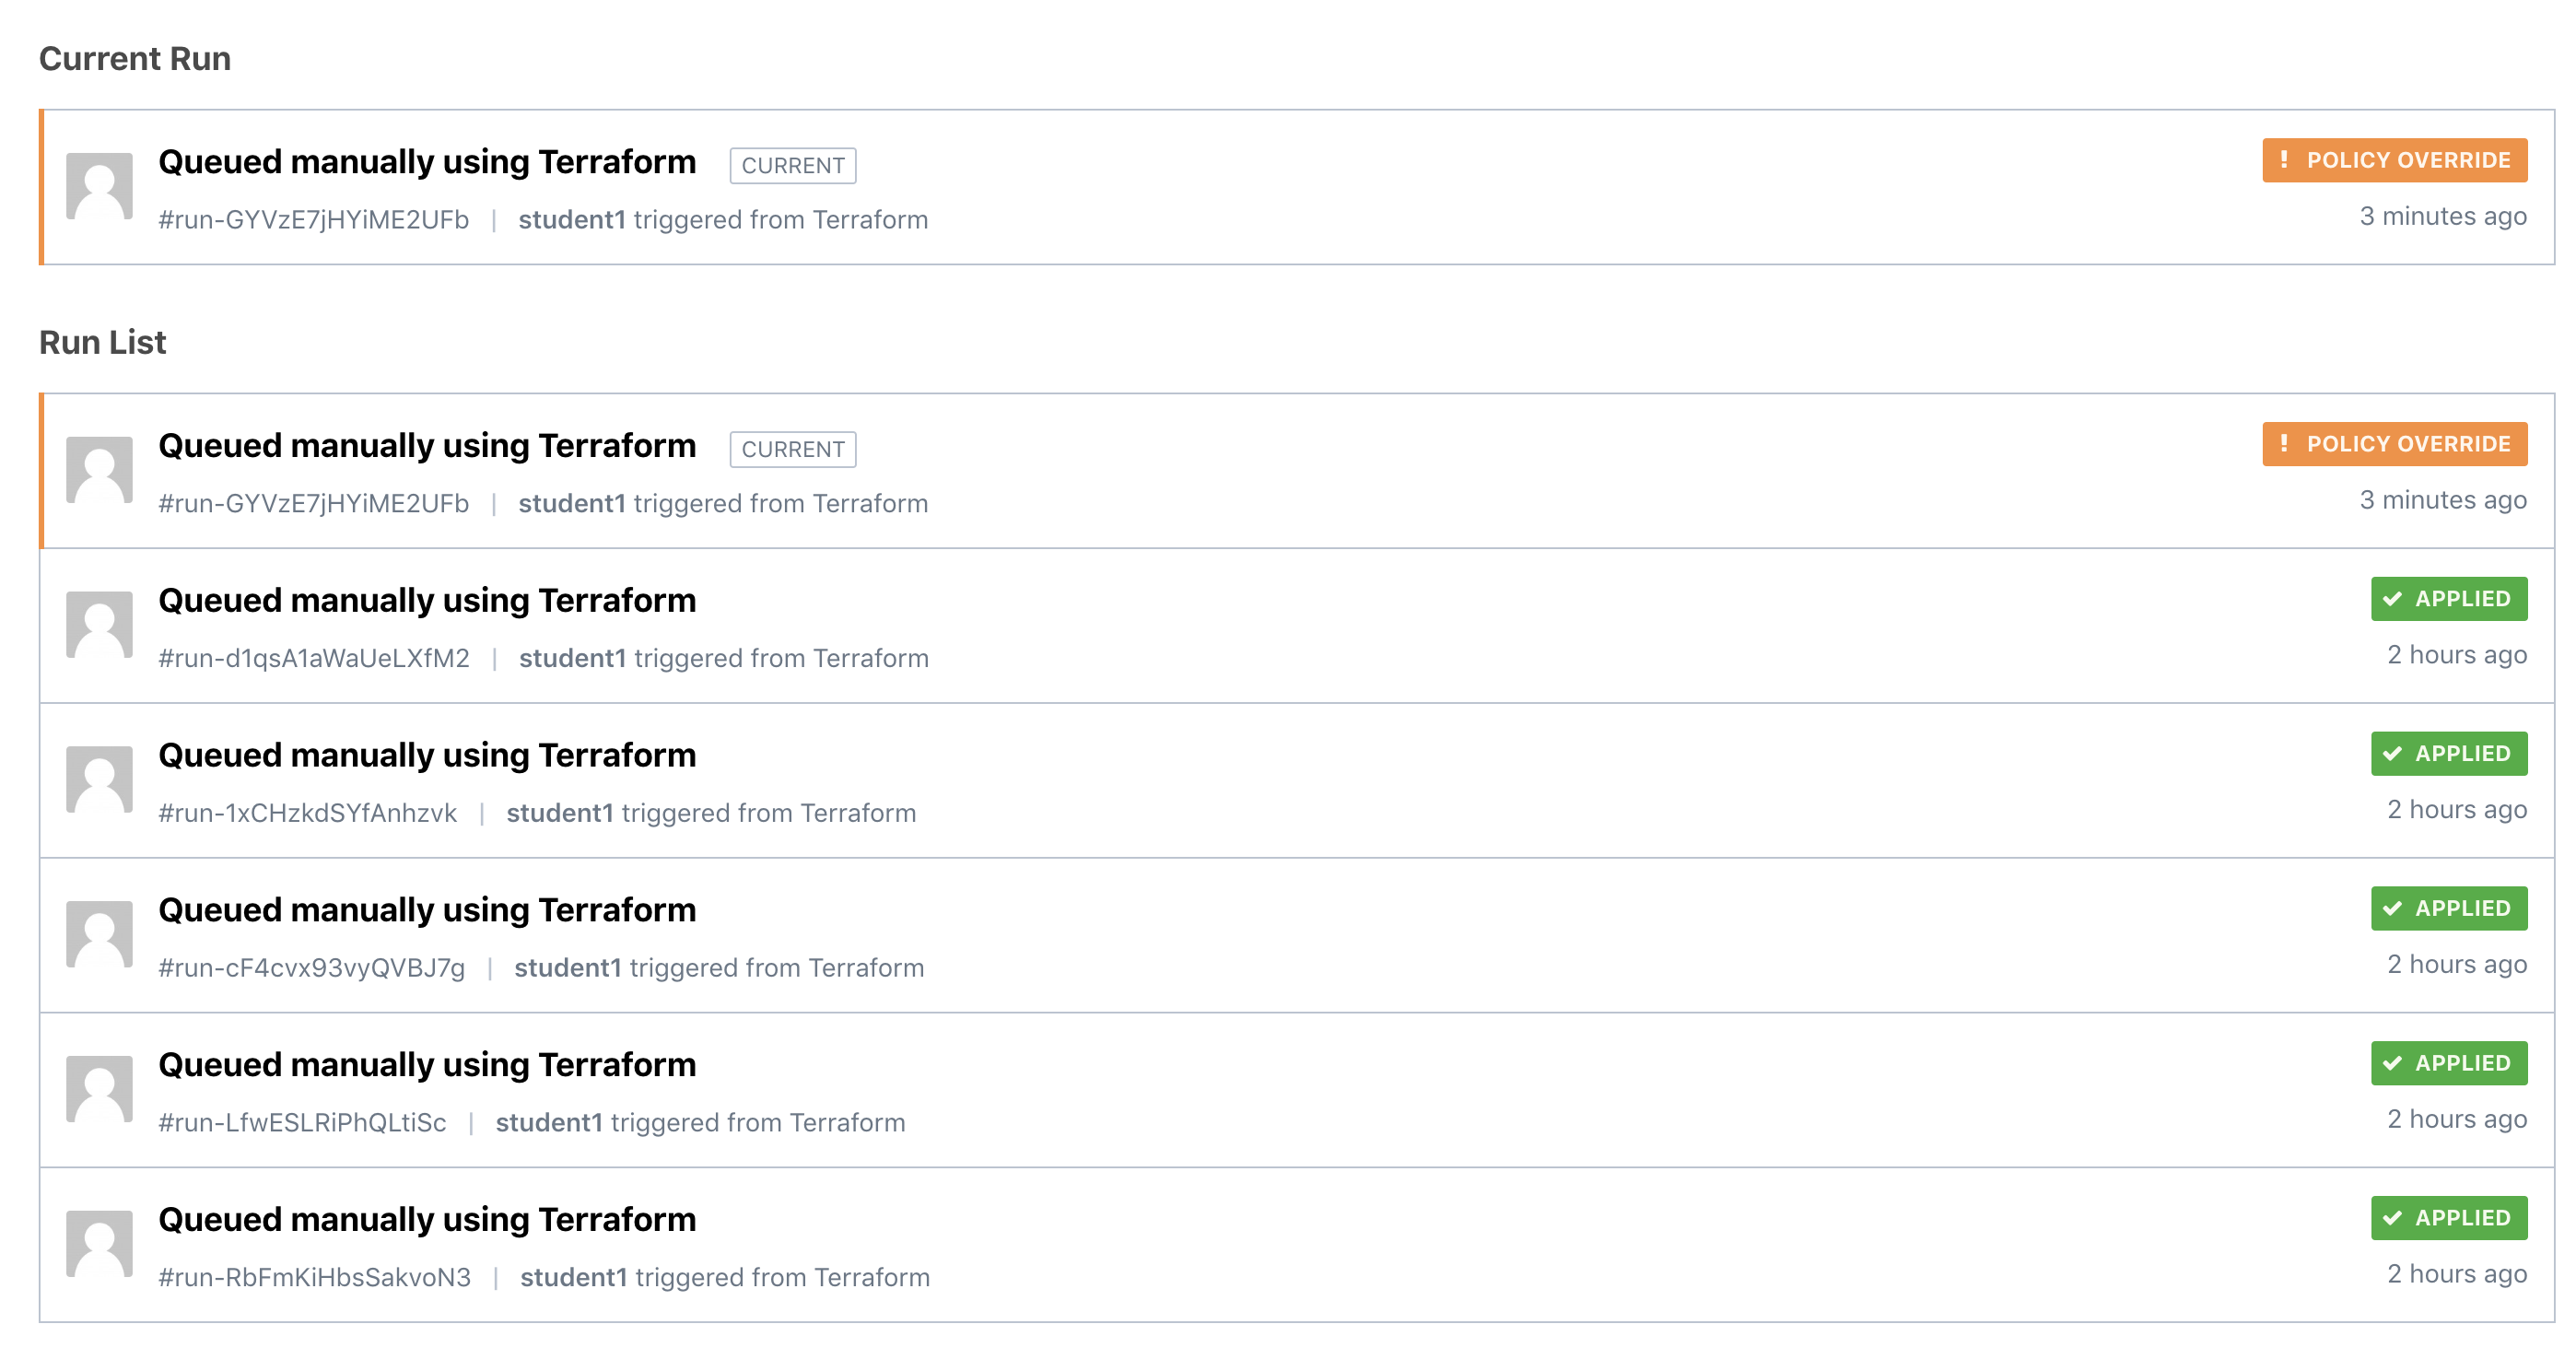 Current Run
Queued manually using Terraform CURRENT ! POLICY OVERRIDE
#run-GYVzE7jHYiME2UFb | student1 triggered from Terraform 3 minutes ago
Run List
Queued manually using Terraform CURRENT ! POLICY OVERRIDE
#run-GYVzE7jHYiME2UFb | student1 triggered from Terraform 3 minutes ago
Queued manually using Terraform APPLIED
#run-d1qsA1aWaUeLXfM2 | student1 triggered from Terraform 2 hours ago
Queued manually using Terraform APPLIED
#run-1xCHzkdSYfAnhzvk | student1 triggered from Terraform 2 hours ago
Queued manually using Terraform APPLIED
#run-cF4cvx93vyQVBJ7g | student1 triggered from Terraform 2 hours ago
Queued manually using Terraform APPLIED
#run-LfwESLRiPhQLtiSc | student1 triggered from Terraform 2 hours ago
Queued manually using Terraform APPLIED
#run-RbFmKiHbsSakvoN3 | student1 triggered from Terraform 2 hours ago